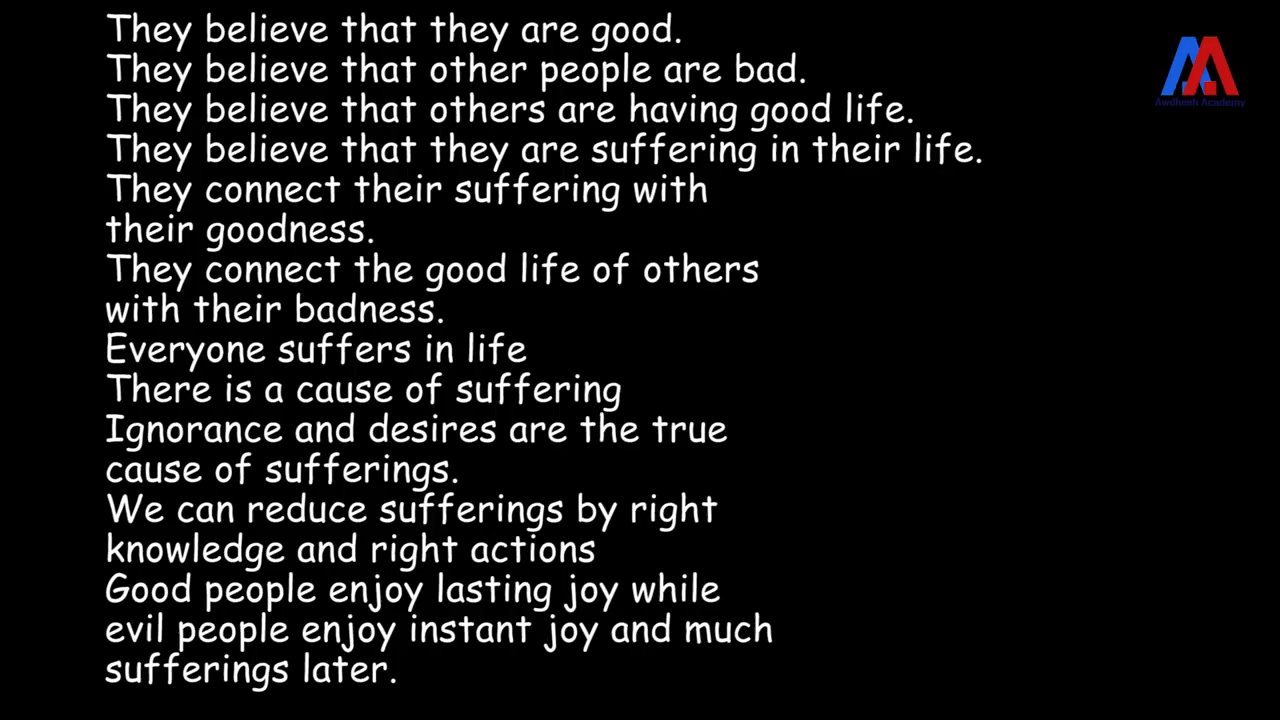 They believe that they are good.
They believe that other people are bad.
They believe that others are having good life.
They believe that they are suffering in their life.
They connect their suffering with
their goodness.
They connect the good life of others
with their badness.
Everyone suffers in life
There is a cause of suffering
Ignorance and desires are the true
cause of sufferings.
We can reduce sufferings by right
knowledge and right actions
Good people enjoy lasting joy while
evil people enjoy instant joy and much
sufferings later.
Awdhesh Academy